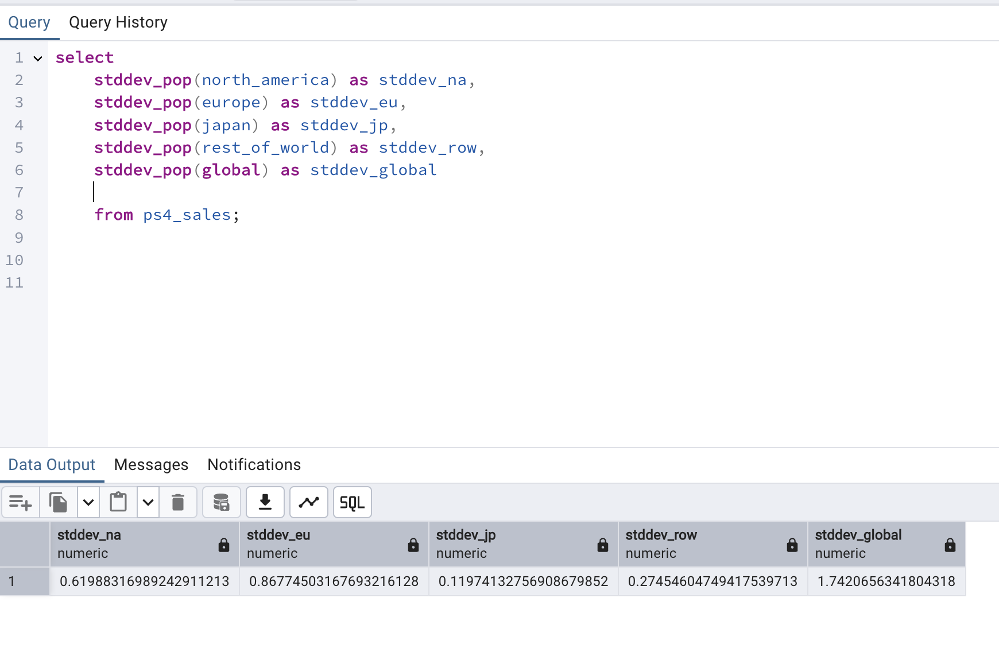 Query Query History
1 select
2 stddev_pop(north_america) as stddev_na,
3 stddev_pop(europe) as stddev_eu,
4 stddev_pop(japan) as stddev_jp,
5 stddev_pop(rest_of_world) as stddev_row,
6 stddev_pop(global) as stddev_global
7
8 from ps4_sales;
9
10
11
Data Output Messages Notifications
SQL
stddev_na stddev_eu stddev_jp stddev_row stddev_global
numeric numeric numeric numeric numeric
1 0.61988316989242911213 0.86774503167693216128 0.11974132756908679852 0.27454604749417539713 1.7420656341804318